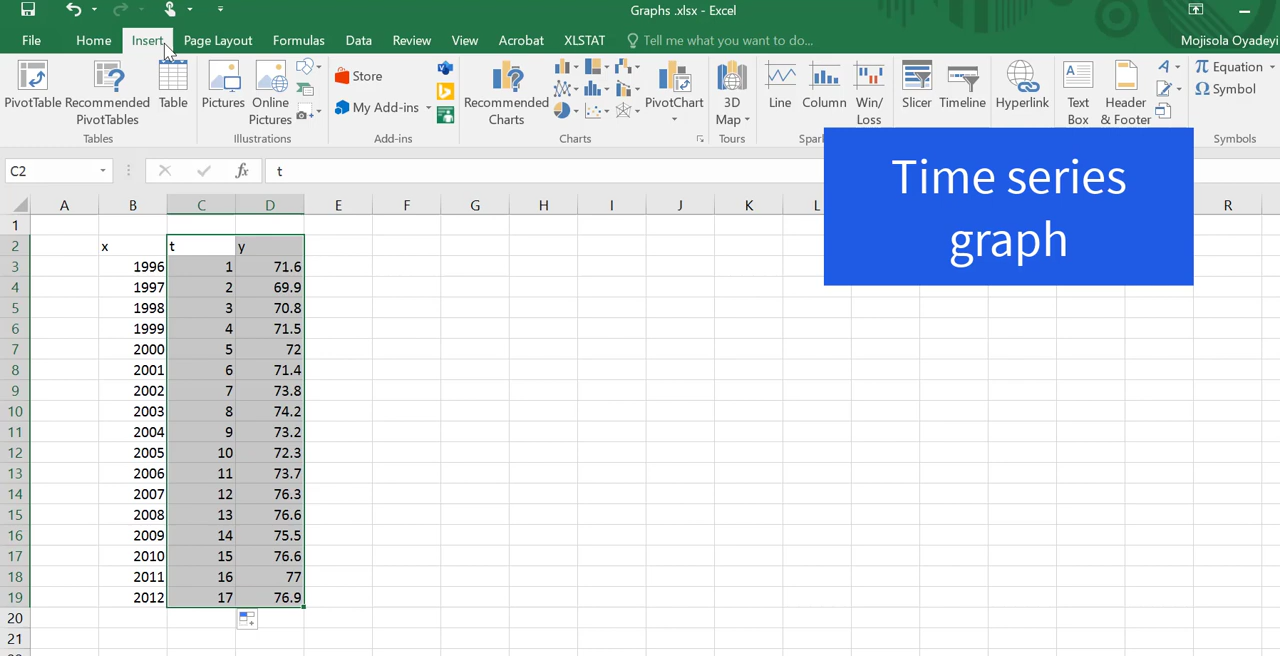 Graphs .xlsx - Excel
File Home Insert Page Layout Formulas Data Review View Acrobat XLSTAT Tell me what you want to do... Mojisola Oyadeyi
PivotTable Recommended PivotTables Table
Tables
Pictures Online Pictures
Illustrations
Store
My Add-ins
Add-ins
Recommended Charts PivotChart
Charts
3D Map
Tours
Line Column Win/Loss
Spark
Slicer Timeline
Hyperlink
Text Box Header & Footer
Equation
Symbol
Symbols
Time series
graph
C2 fx t
A B C D E F G H I J K L R
1
2 x t y
3 1996 1 71.6
4 1997 2 69.9
5 1998 3 70.8
6 1999 4 71.5
7 2000 5 72
8 2001 6 71.4
9 2002 7 73.8
10 2003 8 74.2
11 2004 9 73.2
12 2005 10 72.3
13 2006 11 73.7
14 2007 12 76.3
15 2008 13 76.6
16 2009 14 75.5
17 2010 15 76.6
18 2011 16 77
19 2012 17 76.9
20
21